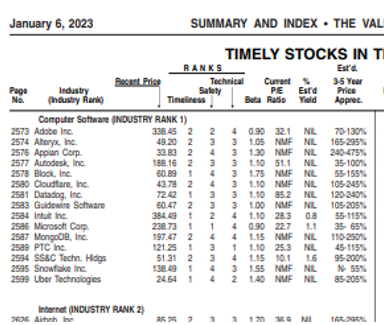 January 6, 2023 SUMMARY AND INDEX • THE VAL
TIMELY STOCKS IN T
RANKS Est'd.
Recent Price Technical Current % 3-5 Year
Page Industry Safety P/E Est'd Price
No. (Industry Rank) Timeliness Beta Ratio Yield Apprec.
Computer Software (INDUSTRY RANK 1)
2573 Adobe Inc. 338.45 2 2 4 0.90 32.1 NIL 70-130%
2574 Alteryx, Inc. 49.20 2 3 3 1.05 NMF NIL 165-295%
2576 Appian Corp. 33.83 2 4 3 1.30 NMF NIL 240-475%
2577 Autodesk, Inc. 188.16 2 3 3 1.10 51.1 NIL 35-100%
2578 Block, Inc. 60.89 1 4 3 1.75 NMF NIL 55-155%
2580 Cloudflare, Inc. 43.78 2 4 3 1.10 NMF NIL 105-245%
2581 Datadog, Inc. 72.42 1 3 3 1.10 85.2 NIL 120-240%
2583 Guidewire Software 60.47 2 3 3 1.00 NMF NIL 105-205%
2584 Intuit Inc. 384.49 1 2 4 1.10 28.3 0.8 55-115%
2586 Microsoft Corp. 238.73 1 1 4 0.90 22.7 1.1 35- 65%
2587 MongoDB, Inc. 197.47 2 4 4 1.15 NMF NIL 110-250%
2589 PTC Inc. 121.25 1 3 1 1.10 25.3 NIL 45-115%
2594 SS&C Techn. Hldgs 51.31 2 3 4 1.15 10.1 1.6 95-200%
2595 Snowflake Inc. 138.49 1 4 3 1.55 NMF NIL N- 55%
2599 Uber Technologies 24.64 1 4 2 1.40 NMF NIL 85-205%
Internet (INDUSTRY RANK 2)
2626 Airbnb, Inc. 85.25 2 3 3 1.70 36.9 NIL 165-295%